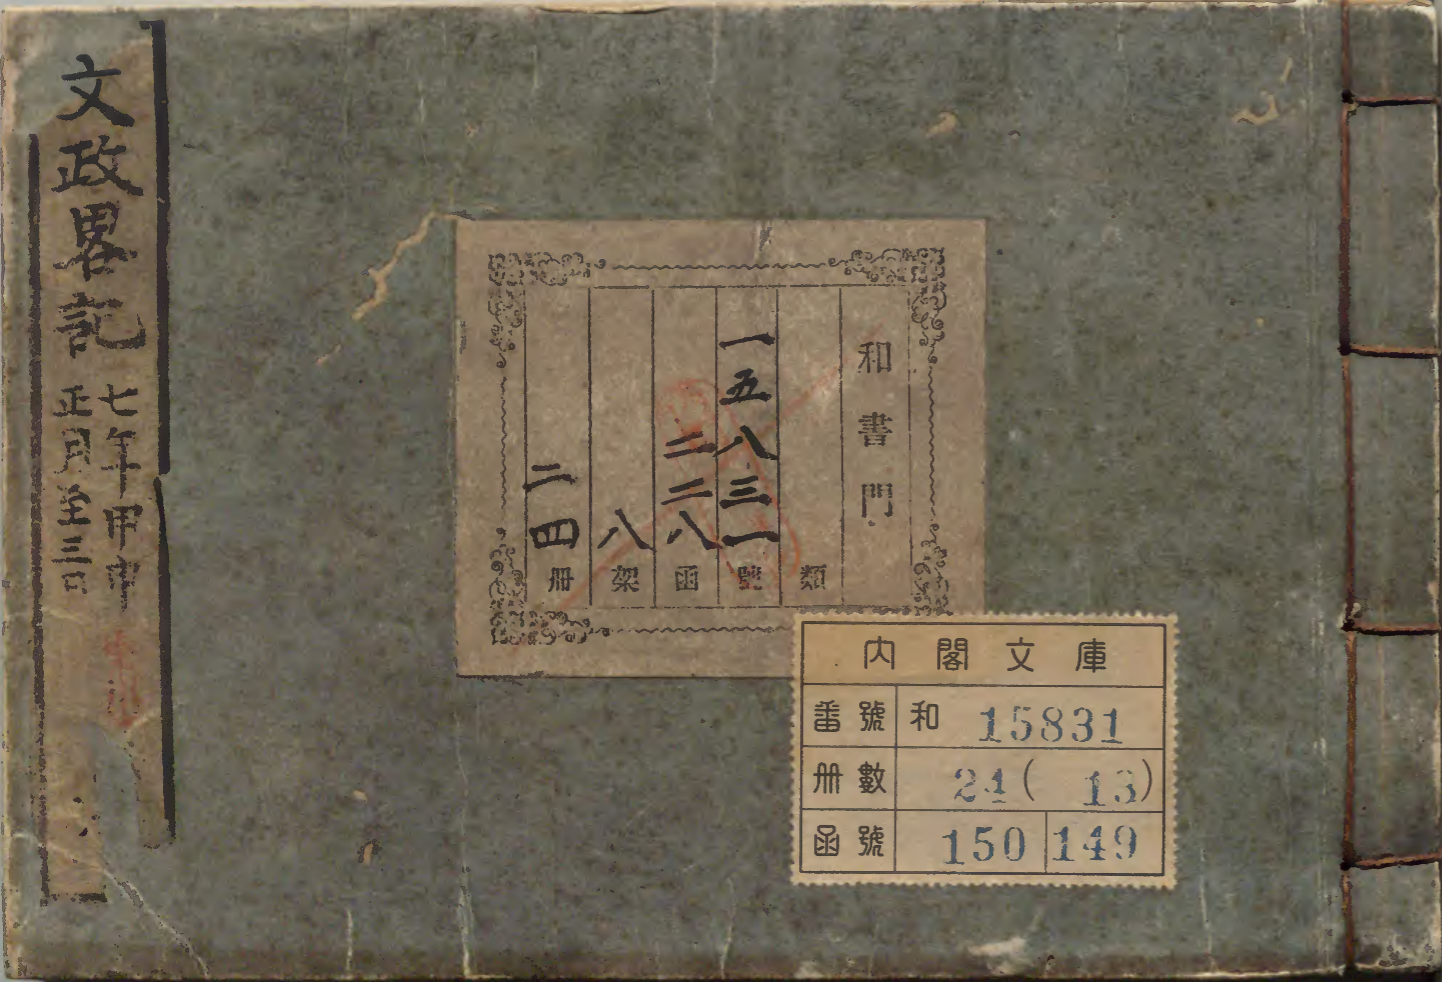 文政畧記
七年甲申
正月至三月
和書門
類
一五八三一號
二二八函
八架
二四冊
內閣文庫
番號 和 15831
冊數 24( 13)
函號 150 149